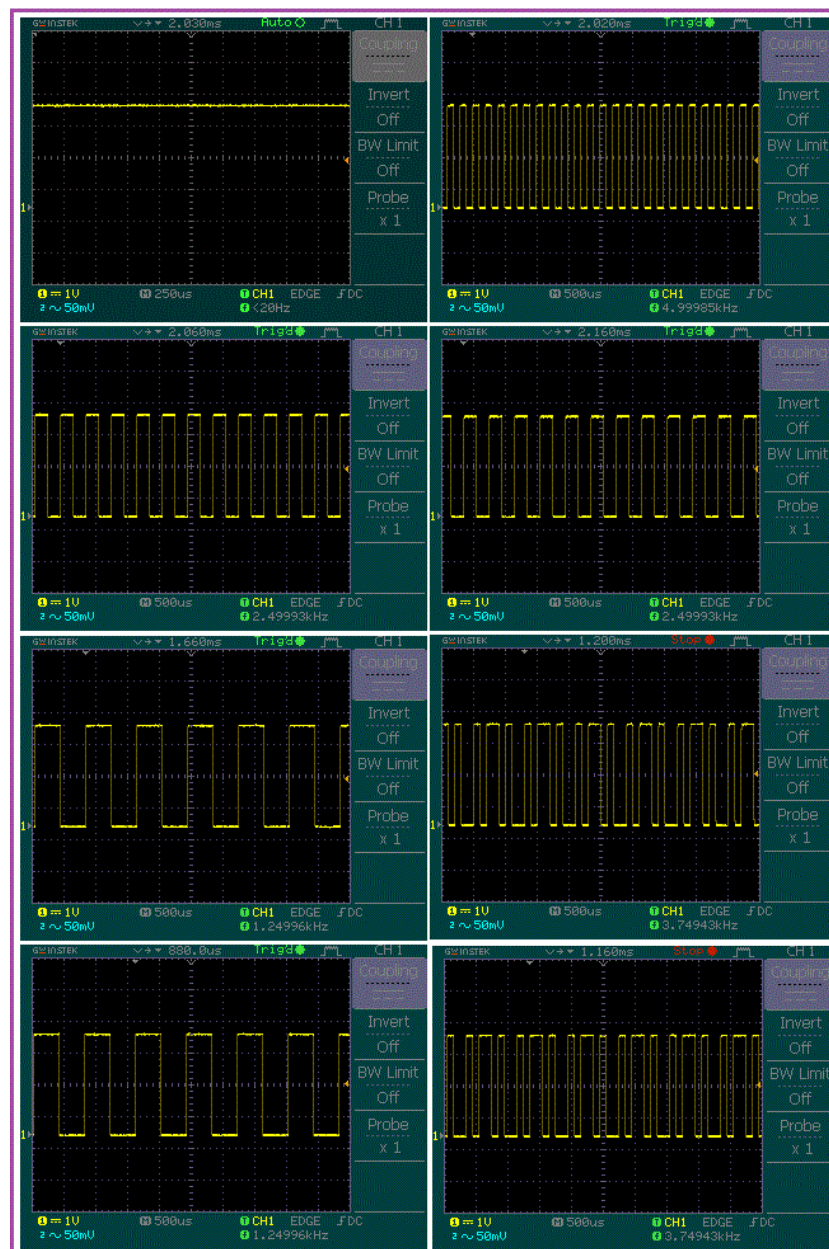 GW INSTEK 2.030ms Auto CH 1
Coupling
Invert
Off
BW Limit
Off
Probe
x 1
1
1 1V M 250us T CH1 EDGE DC
2 ~ 50mV f <20Hz
GW INSTEK 2.020ms Trig'd CH 1
Coupling
Invert
Off
BW Limit
Off
Probe
x 1
1
1 1V M 500us T CH1 EDGE DC
2 ~ 50mV f 4.99985kHz
GW INSTEK 2.060ms Trig'd CH 1
Coupling
Invert
Off
BW Limit
Off
Probe
x 1
1
1 1V M 500us T CH1 EDGE DC
2 ~ 50mV f 2.49993kHz
GW INSTEK 2.160ms Trig'd CH 1
Coupling
Invert
Off
BW Limit
Off
Probe
x 1
1
1 1V M 500us T CH1 EDGE DC
2 ~ 50mV f 2.49993kHz
GW INSTEK 1.660ms Trig'd CH 1
Coupling
Invert
Off
BW Limit
Off
Probe
x 1
1
1 1V M 500us T CH1 EDGE DC
2 ~ 50mV f 1.24996kHz
GW INSTEK 1.200ms Stop CH 1
Coupling
Invert
Off
BW Limit
Off
Probe
x 1
1
1 1V M 500us T CH1 EDGE DC
2 ~ 50mV f 3.74943kHz
GW INSTEK 880.0us Trig'd CH 1
Coupling
Invert
Off
BW Limit
Off
Probe
x 1
1
1 1V M 500us T CH1 EDGE DC
2 ~ 50mV f 1.24996kHz
GW INSTEK 1.160ms Stop CH 1
Coupling
Invert
Off
BW Limit
Off
Probe
x 1
1
1 1V M 500us T CH1 EDGE DC
2 ~ 50mV f 3.74943kHz